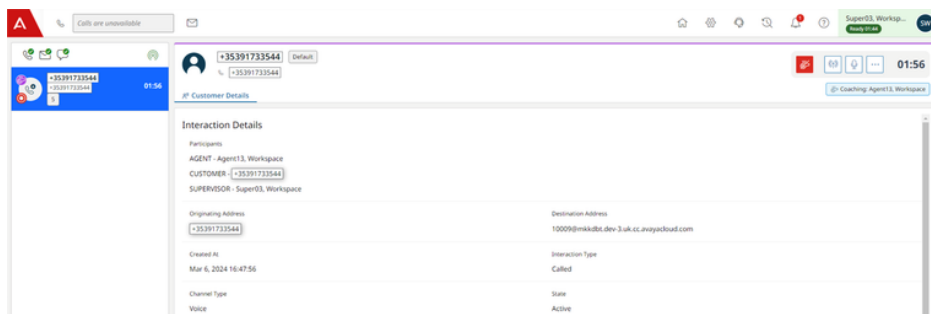 Calls are unavailable
Super03, Worksp...
Ready 01:44
SW
+35391733544
+35391733544
01:56
5
+35391733544 Default
+35391733544
01:56
Coaching: Agent13, Workspace
Customer Details
Interaction Details
Participants
AGENT - Agent13, Workspace
CUSTOMER - +35391733544
SUPERVISOR - Super03, Workspace
Originating Address
Destination Address
+35391733544
10009@mkkdbt.dev-3.uk.cc.avayacloud.com
Created At
Interaction Type
Mar 6, 2024 16:47:56
Called
Channel Type
State
Voice
Active